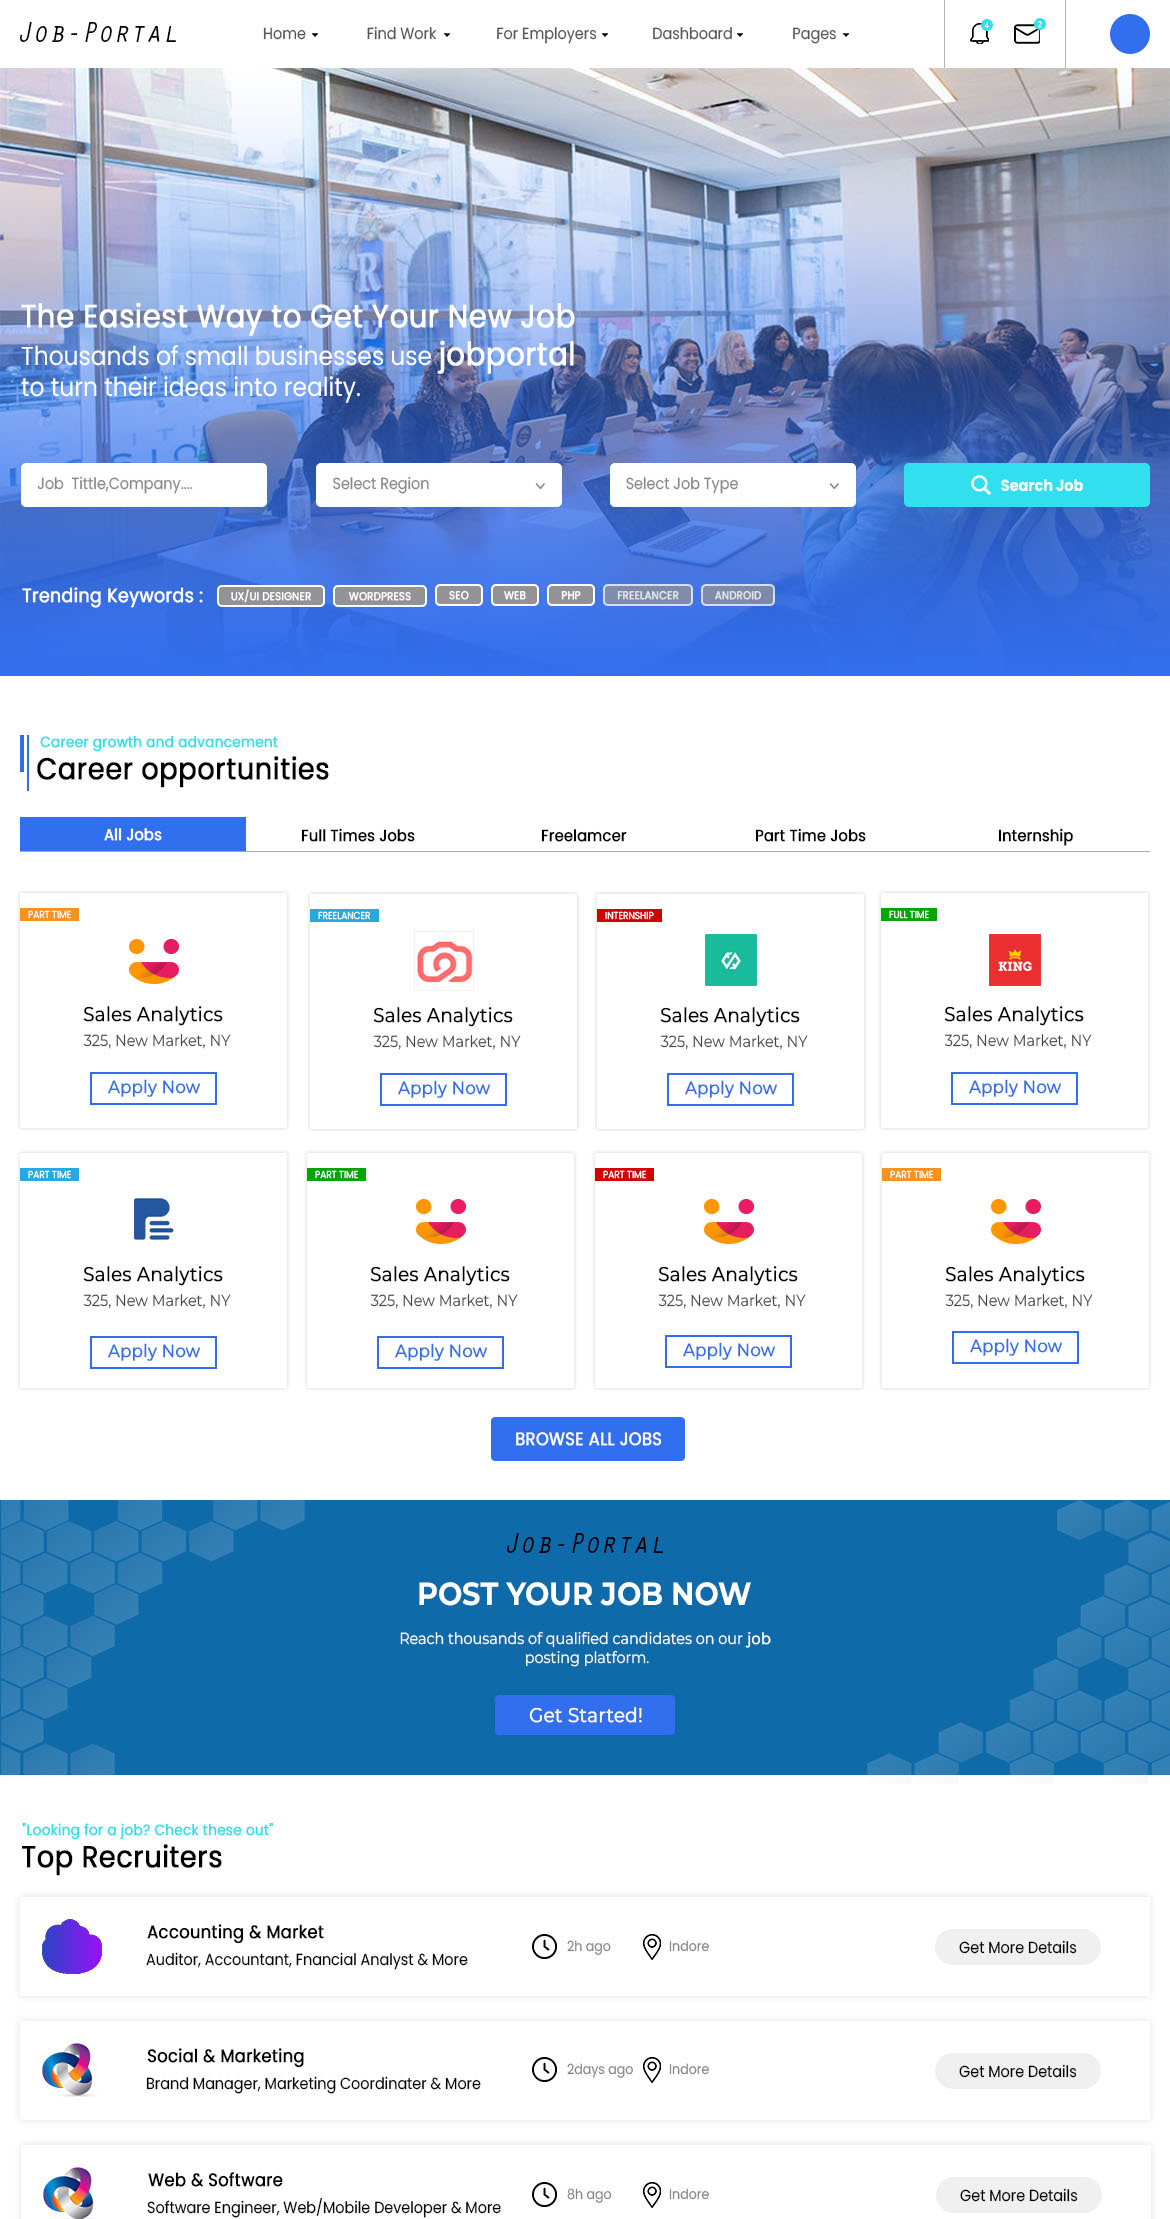 JOB-PORTAL
Home Find Work For Employers Dashboard Pages
4 2
The Easiest Way to Get Your New Job
Thousands of small businesses use jobportal
to turn their ideas into reality.
Job Tittle,Company.... Select Region Select Job Type Search Job
Trending Keywords : UX/UI DESIGNER WORDPRESS SEO WEB PHP FREELANCER ANDROID
Career growth and advancement
Career opportunities
All Jobs Full Times Jobs Freelamcer Part Time Jobs Internship
PART TIME FREELANCER INTERNSHIP FULL TIME
KING
Sales Analytics Sales Analytics Sales Analytics Sales Analytics
325, New Market, NY 325, New Market, NY 325, New Market, NY 325, New Market, NY
Apply Now Apply Now Apply Now Apply Now
PART TIME PART TIME PART TIME PART TIME
Sales Analytics Sales Analytics Sales Analytics Sales Analytics
325, New Market, NY 325, New Market, NY 325, New Market, NY 325, New Market, NY
Apply Now Apply Now Apply Now Apply Now
BROWSE ALL JOBS
JOB-PORTAL
POST YOUR JOB NOW
Reach thousands of qualified candidates on our job
posting platform.
Get Started!
"Looking for a job? Check these out"
Top Recruiters
Accounting & Market
Auditor, Accountant, Fnancial Analyst & More
2h ago Indore Get More Details
Social & Marketing
Brand Manager, Marketing Coordinater & More
2days ago Indore Get More Details
Web & Software
Software Engineer, Web/Mobile Developer & More
8h ago Indore Get More Details